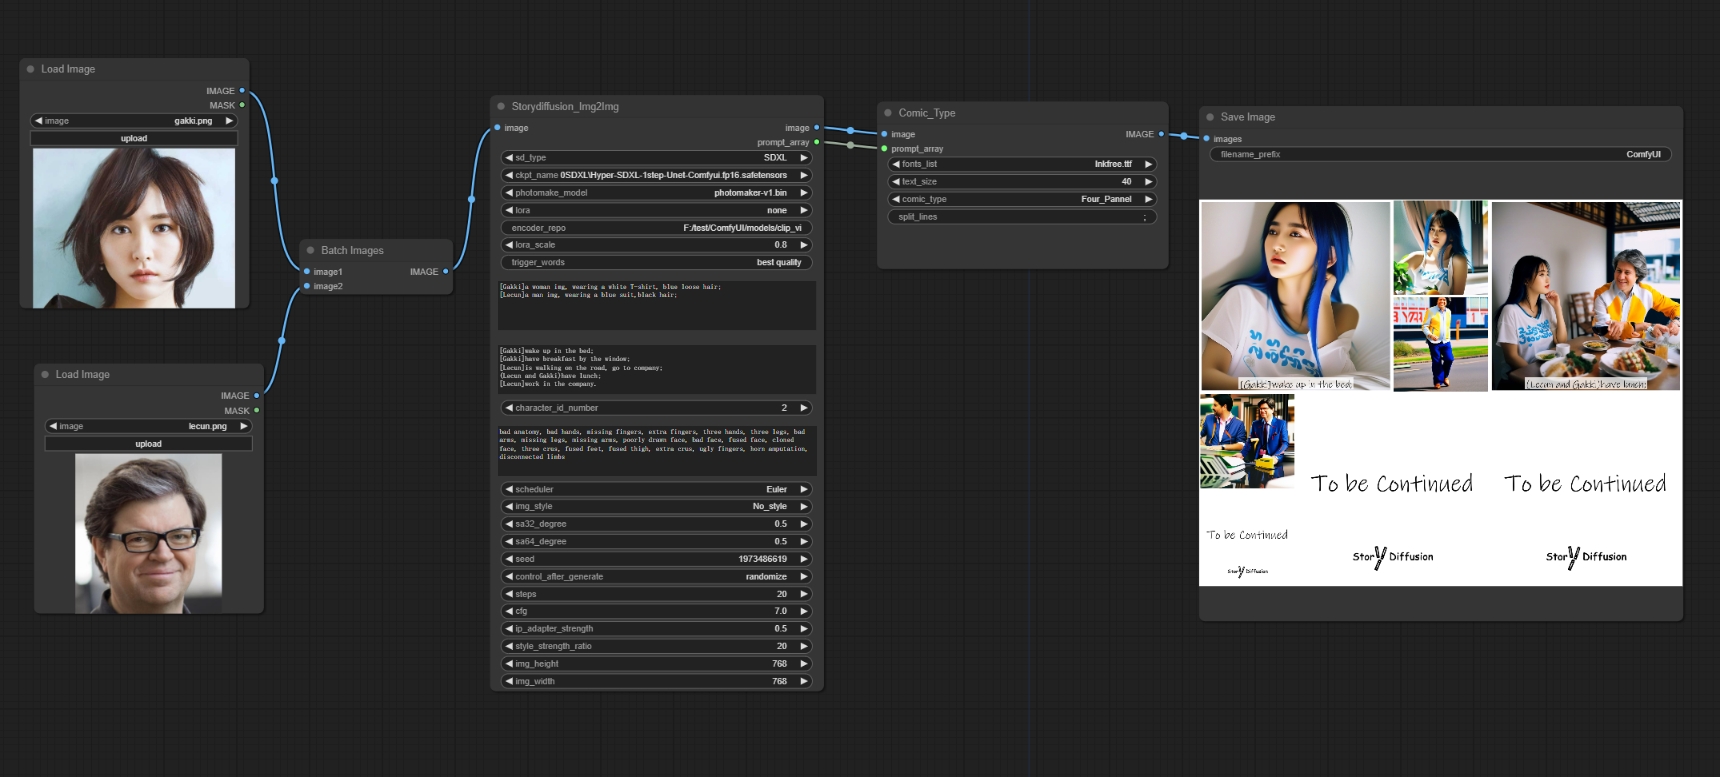 Load Image
IMAGE
MASK
image gakki.png
upload
Load Image
IMAGE
MASK
image lecun.png
upload
Batch Images
image1 IMAGE
image2
Storydiffusion_Img2Img
image image
prompt_array
sd_type SDXL
ckpt_name 0SDXL\Hyper-SDXL-1step-Unet-Comfyui.fp16.safetensors
photomake_model photomaker-v1.bin
lora none
encoder_repo F:/test/ComfyUI/models/clip_vi
lora_scale 0.8
trigger_words best quality
[Gakki]a woman img, wearing a white T-shirt, blue loose hair;
[Lecun]a man img, wearing a blue suit,black hair;
[Gakki]wake up in the bed;
[Gakki]have breakfast by the window;
[Lecun]is walking on the road, go to company;
(Lecun and Gakki)have lunch;
[Lecun]work in the company.
character_id_number 2
bad anatomy, bad hands, missing fingers, extra fingers, three hands, three legs, bad
arms, missing legs, missing arms, poorly drawn face, bad face, fused face, cloned
face, three crus, fused feet, fused thigh, extra crus, ugly fingers, horn amputation,
disconnected limbs
scheduler Euler
img_style No_style
sa32_degree 0.5
sa64_degree 0.5
seed 1973486619
control_after_generate randomize
steps 20
cfg 7.0
ip_adapter_strength 0.5
style_strength_ratio 20
img_height 768
img_width 768
Comic_Type
image IMAGE
prompt_array
fonts_list Inkfree.ttf
text_size 40
comic_type Four_Pannel
split_lines ;
Save Image
images
filename_prefix ComfyUI
[Gakki]wake up in the bed;
(Lecun and Gakki)have lunch;
To be Continued
To be Continued
To be Continued
StorY Diffusion
StorY Diffusion
StorY Diffusion